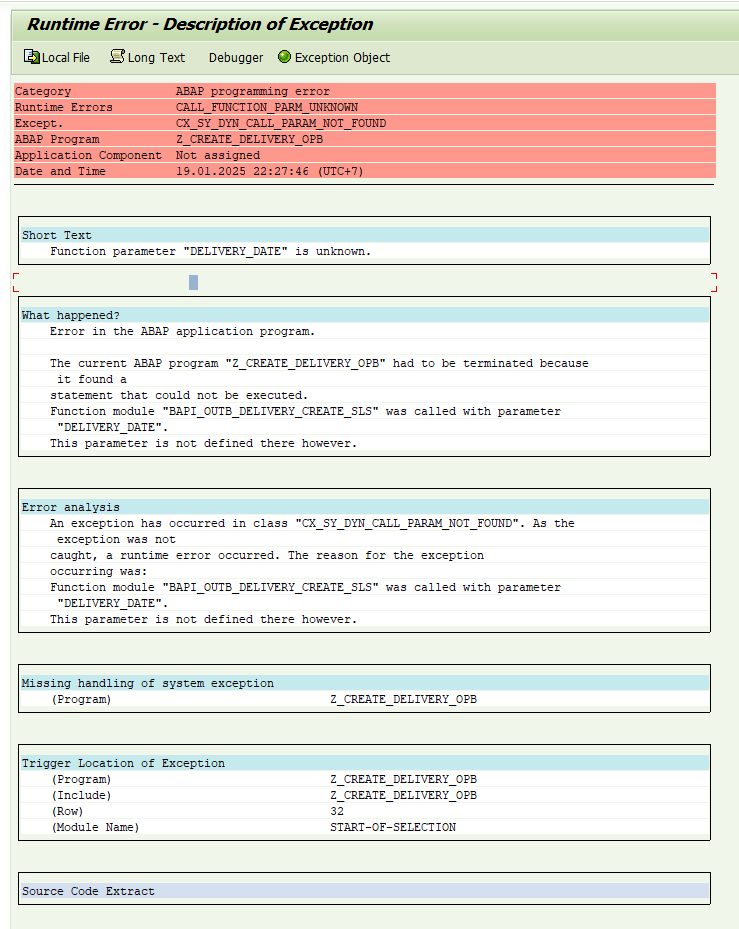 Runtime Error - Description of Exception
Local File Long Text Debugger Exception Object
Category ABAP programming error
Runtime Errors CALL_FUNCTION_PARM_UNKNOWN
Except. CX_SY_DYN_CALL_PARAM_NOT_FOUND
ABAP Program Z_CREATE_DELIVERY_OPB
Application Component Not assigned
Date and Time 19.01.2025 22:27:46 (UTC+7)
Short Text
Function parameter "DELIVERY_DATE" is unknown.
What happened?
Error in the ABAP application program.
The current ABAP program "Z_CREATE_DELIVERY_OPB" had to be terminated because
it found a
statement that could not be executed.
Function module "BAPI_OUTB_DELIVERY_CREATE_SLS" was called with parameter
"DELIVERY_DATE".
This parameter is not defined there however.
Error analysis
An exception has occurred in class "CX_SY_DYN_CALL_PARAM_NOT_FOUND". As the
exception was not
caught, a runtime error occurred. The reason for the exception
occurring was:
Function module "BAPI_OUTB_DELIVERY_CREATE_SLS" was called with parameter
"DELIVERY_DATE".
This parameter is not defined there however.
Missing handling of system exception
(Program) Z_CREATE_DELIVERY_OPB
Trigger Location of Exception
(Program) Z_CREATE_DELIVERY_OPB
(Include) Z_CREATE_DELIVERY_OPB
(Row) 32
(Module Name) START-OF-SELECTION
Source Code Extract